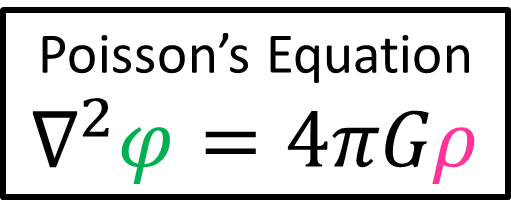 Poisson’s Equation
∇²φ = 4πGρ